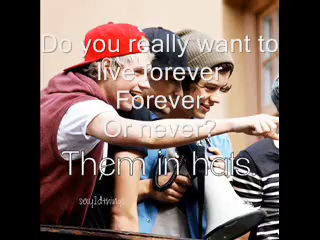 Do you really want to
live forever
Forever
Or never?
Them in hats.